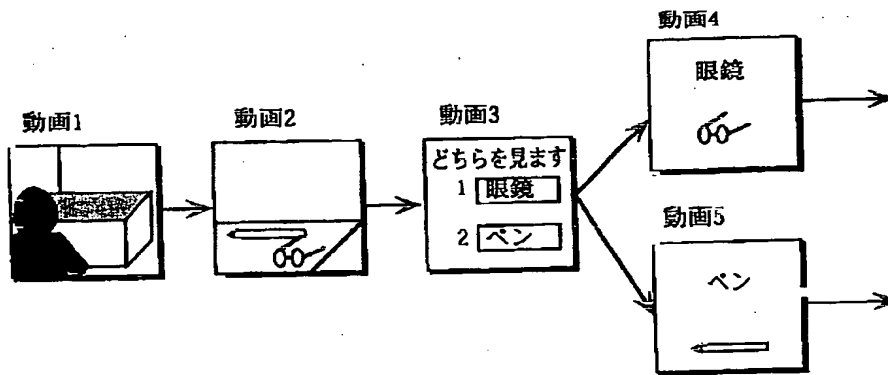 動画1
動画2
動画3
どちらを見ます
1 眼鏡
2 ペン
動画4
眼鏡
動画5
ペン